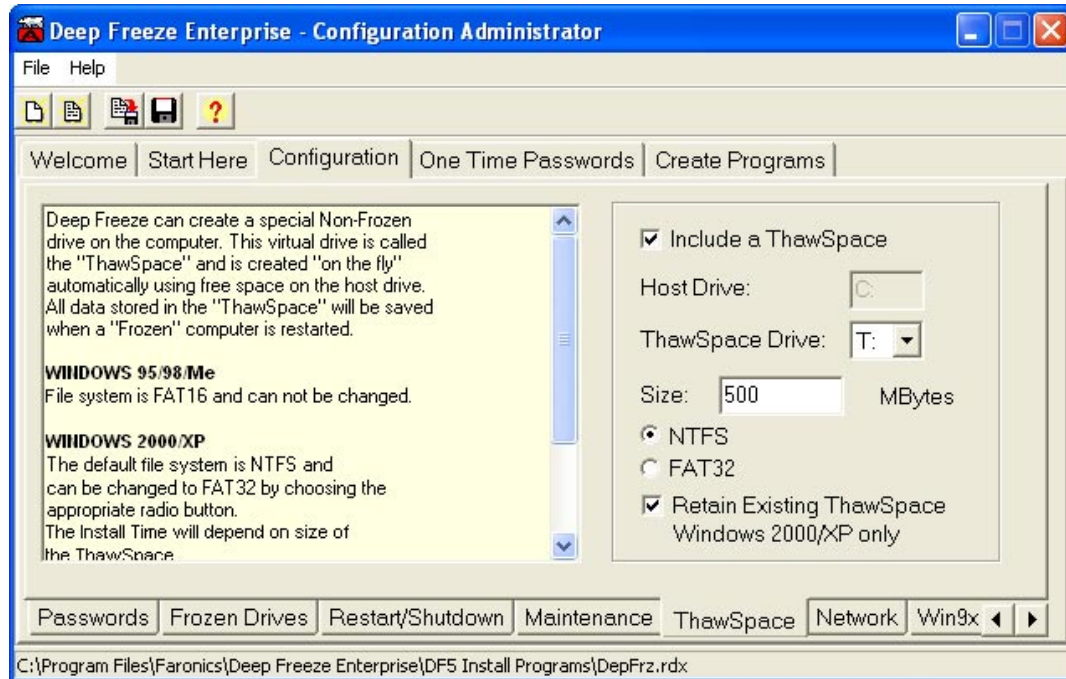 Deep Freeze Enterprise - Configuration Administrator
File Help
?
Welcome Start Here Configuration One Time Passwords Create Programs
Deep Freeze can create a special Non-Frozen
drive on the computer. This virtual drive is called
the "ThawSpace" and is created "on the fly"
automatically using free space on the host drive.
All data stored in the "ThawSpace" will be saved
when a "Frozen" computer is restarted.
WINDOWS 95/98/Me
File system is FAT16 and can not be changed.
WINDOWS 2000/XP
The default file system is NTFS and
can be changed to FAT32 by choosing the
appropriate radio button.
The Install Time will depend on size of
the ThawSpace
Include a ThawSpace
Host Drive: C:
ThawSpace Drive: T:
Size: 500 MBytes
NTFS
FAT32
Retain Existing ThawSpace
Windows 2000/XP only
Passwords Frozen Drives Restart/Shutdown Maintenance ThawSpace Network Win9x
C:\Program Files\Faronics\Deep Freeze Enterprise\DF5 Install Programs\DepFrz.rdx